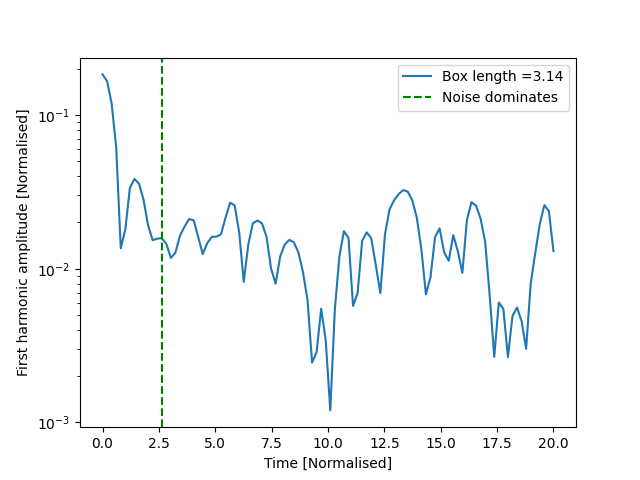 Box length =3.14
Noise dominates
First harmonic amplitude [Normalised]
10⁻¹
10⁻²
10⁻³
0.0 2.5 5.0 7.5 10.0 12.5 15.0 17.5 20.0
Time [Normalised]